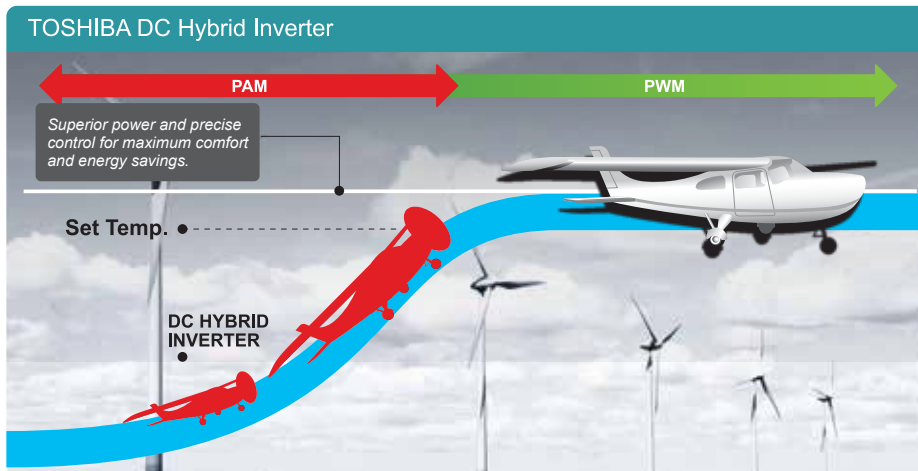 TOSHIBA DC Hybrid Inverter
PAM
PWM
Superior power and precise
control for maximum comfort
and energy savings.
Set Temp.
DC HYBRID
INVERTER